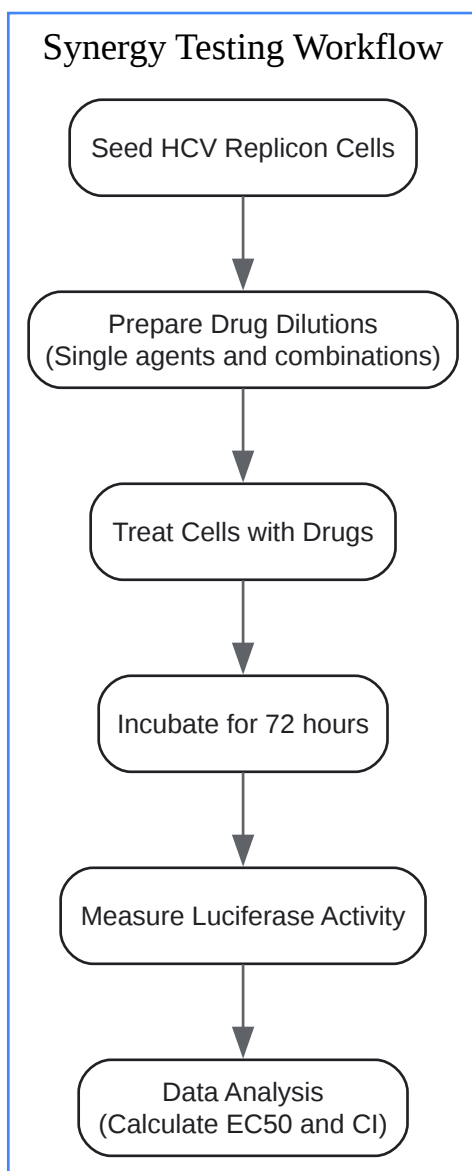 Synergy Testing Workflow
Seed HCV Replicon Cells
Prepare Drug Dilutions
(Single agents and combinations)
Treat Cells with Drugs
Incubate for 72 hours
Measure Luciferase Activity
Data Analysis
(Calculate EC50 and CI)